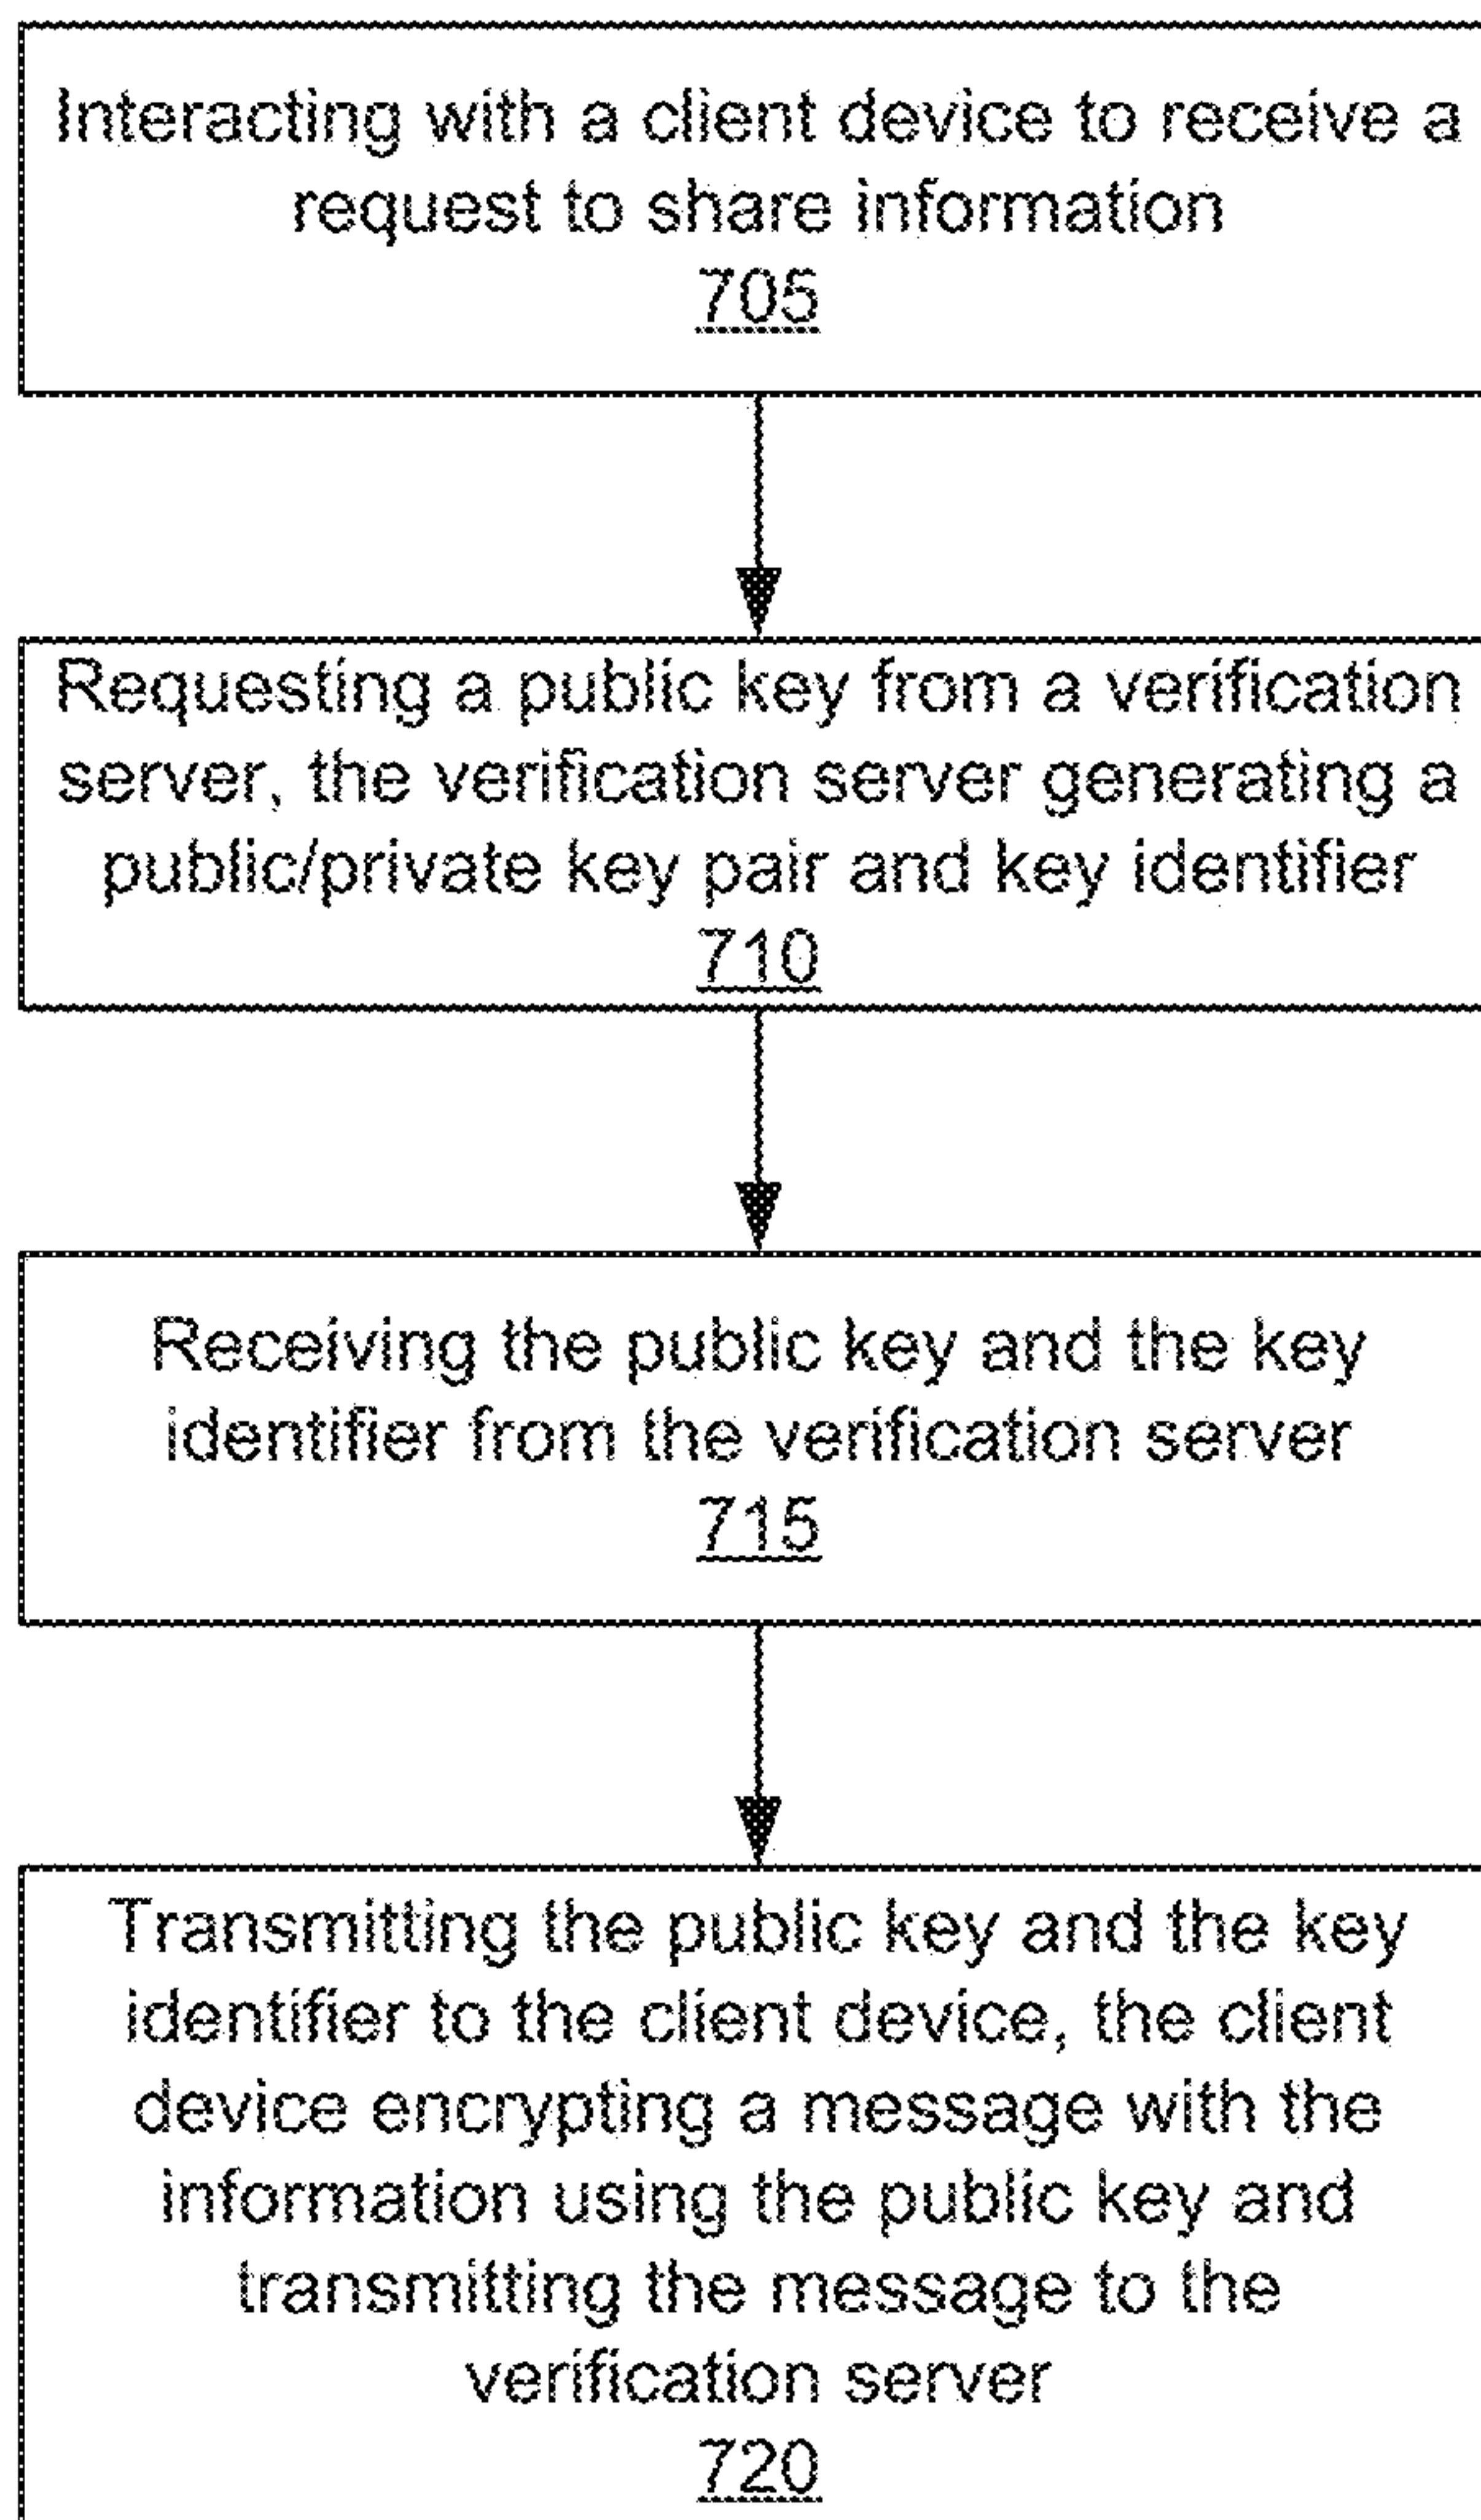 Interacting with a client device to receive a
request to share information
705
Requesting a public key from a verification
server, the verification server generating a
public/private key pair and key identifier
710
Receiving the public key and the key
identifier from the verification server
715
Transmitting the public key and the key
identifier to the client device, the client
device encrypting a message with the
information using the public key and
transmitting the message to the
verification server
720